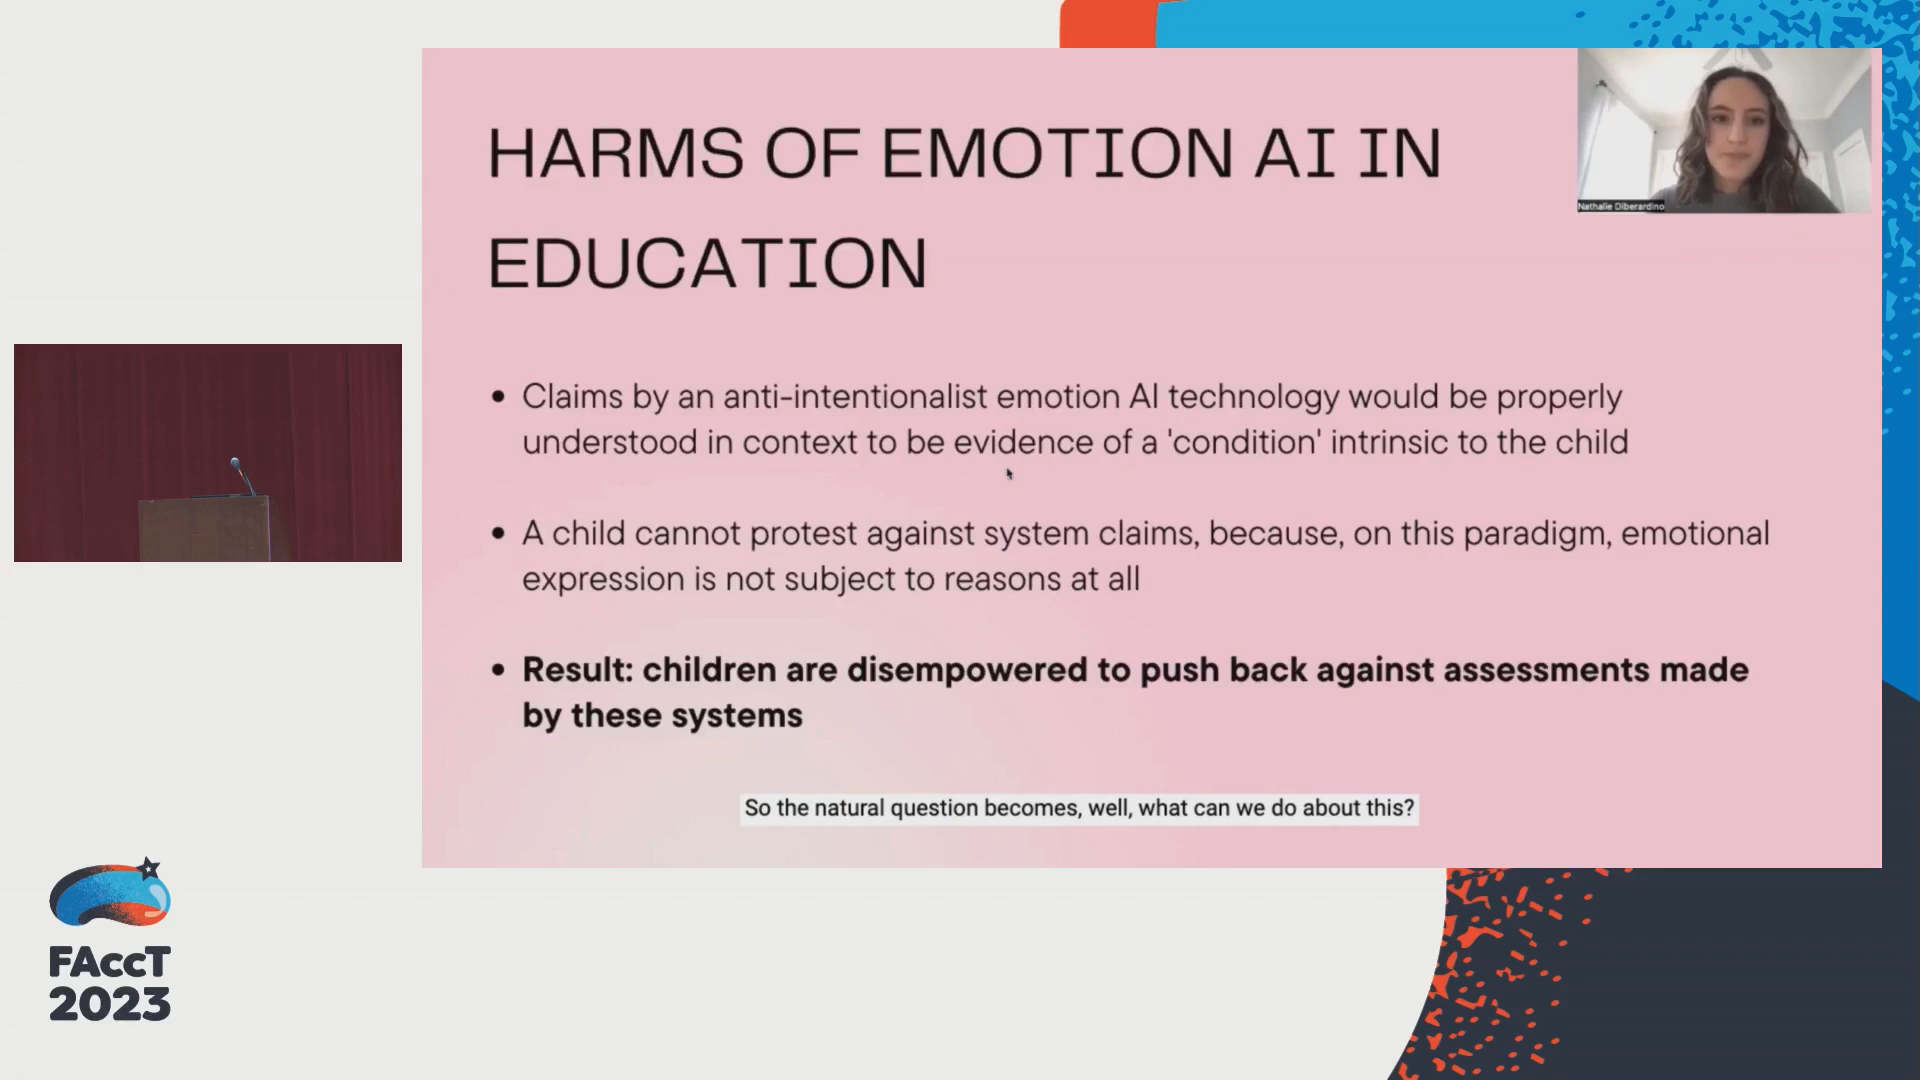 HARMS OF EMOTION AI IN
EDUCATION
Nathalie Diberardino
• Claims by an anti-intentionalist emotion AI technology would be properly
understood in context to be evidence of a 'condition' intrinsic to the child
• A child cannot protest against system claims, because, on this paradigm, emotional
expression is not subject to reasons at all
• Result: children are disempowered to push back against assessments made
by these systems
So the natural question becomes, well, what can we do about this?
FAccT
2023